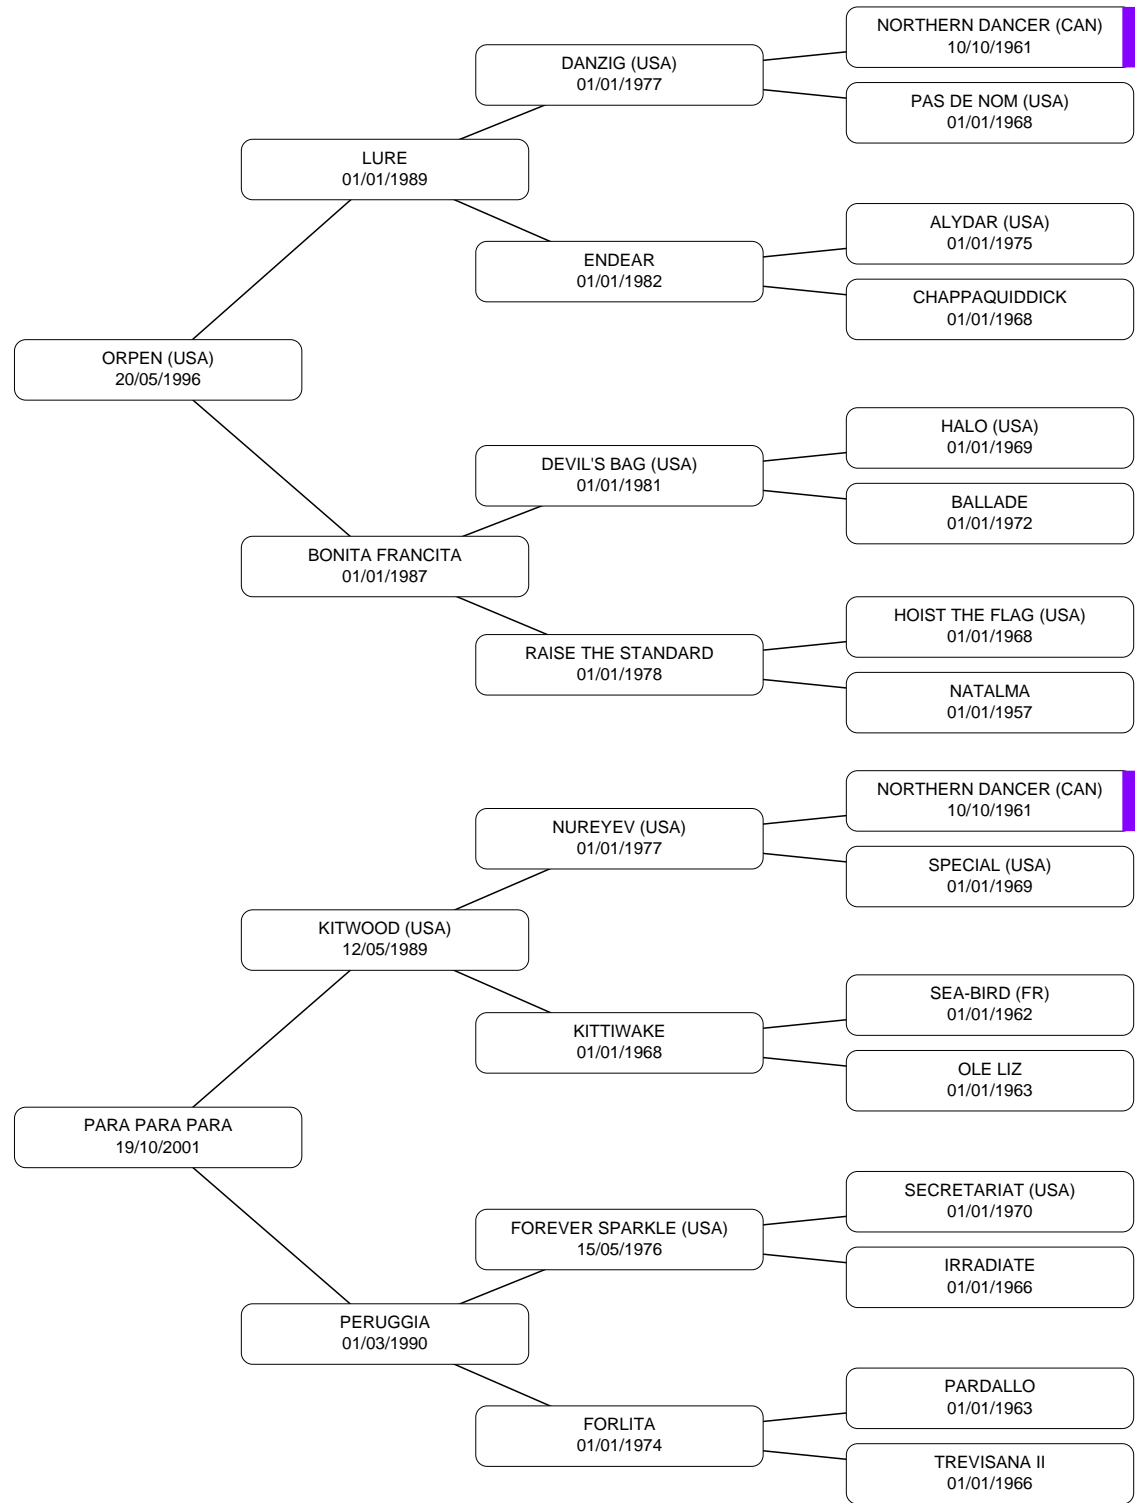 NORTHERN DANCER (CAN)
10/10/1961
DANZIG (USA)
01/01/1977
PAS DE NOM (USA)
01/01/1968
LURE
01/01/1989
ALYDAR (USA)
01/01/1975
ENDEAR
01/01/1982
CHAPPAQUIDDICK
01/01/1968
ORPEN (USA)
20/05/1996
HALO (USA)
01/01/1969
DEVIL'S BAG (USA)
01/01/1981
BALLADE
01/01/1972
BONITA FRANCITA
01/01/1987
HOIST THE FLAG (USA)
01/01/1968
RAISE THE STANDARD
01/01/1978
NATALMA
01/01/1957
NORTHERN DANCER (CAN)
10/10/1961
NUREYEV (USA)
01/01/1977
SPECIAL (USA)
01/01/1969
KITWOOD (USA)
12/05/1989
SEA-BIRD (FR)
01/01/1962
KITTIWAKE
01/01/1968
OLE LIZ
01/01/1963
PARA PARA PARA
19/10/2001
SECRETARIAT (USA)
01/01/1970
FOREVER SPARKLE (USA)
15/05/1976
IRRADIATE
01/01/1966
PERUGGIA
01/03/1990
PARDALLO
01/01/1963
FORLITA
01/01/1974
TREVISANA II
01/01/1966